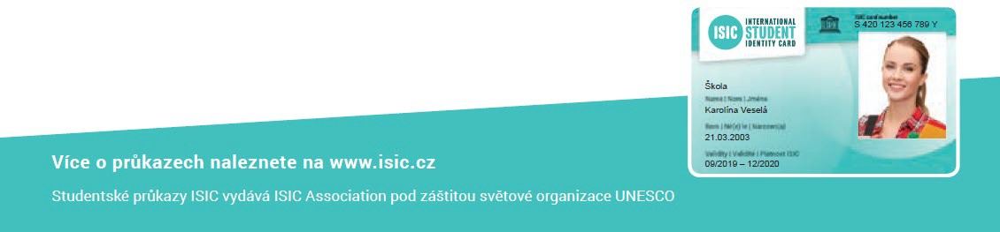 ISIC
INTERNATIONAL
STUDENT
IDENTITY CARD
ISIC card number
S 420 123 456 789 Y
Škola
Name | Nom | Jméno
Karolína Veselá
Born | Né(e) le | Narozen(a)
21.03.2003
Validity | Validité | Platnost ISIC
09/2019 – 12/2020
Více o průkazech naleznete na www.isic.cz
Studentské průkazy ISIC vydává ISIC Association pod záštitou světové organizace UNESCO